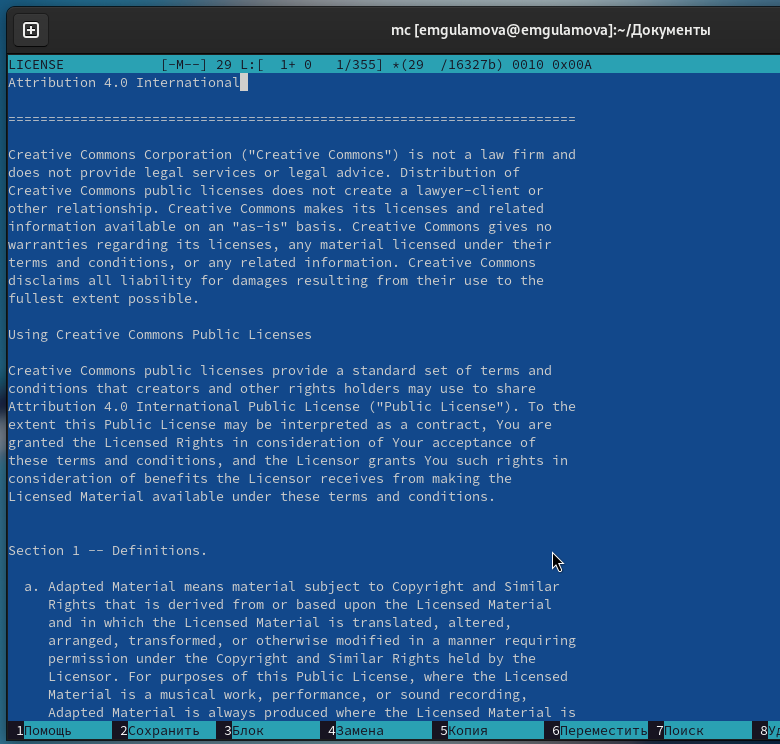 mc [emgulamova@emgulamova]:~/Документы
LICENSE            [-M--] 29 L:[  1+ 0   1/355] *(29  /16327b) 0010 0x00A
Attribution 4.0 International
=======================================================================
Creative Commons Corporation ("Creative Commons") is not a law firm and
does not provide legal services or legal advice. Distribution of
Creative Commons public licenses does not create a lawyer-client or
other relationship. Creative Commons makes its licenses and related
information available on an "as-is" basis. Creative Commons gives no
warranties regarding its licenses, any material licensed under their
terms and conditions, or any related information. Creative Commons
disclaims all liability for damages resulting from their use to the
fullest extent possible.
Using Creative Commons Public Licenses
Creative Commons public licenses provide a standard set of terms and
conditions that creators and other rights holders may use to share
Attribution 4.0 International Public License ("Public License"). To the
extent this Public License may be interpreted as a contract, You are
granted the Licensed Rights in consideration of Your acceptance of
these terms and conditions, and the Licensor grants You such rights in
consideration of benefits the Licensor receives from making the
Licensed Material available under these terms and conditions.
Section 1 -- Definitions.
a. Adapted Material means material subject to Copyright and Similar
Rights that is derived from or based upon the Licensed Material
and in which the Licensed Material is translated, altered,
arranged, transformed, or otherwise modified in a manner requiring
permission under the Copyright and Similar Rights held by the
Licensor. For purposes of this Public License, where the Licensed
Material is a musical work, performance, or sound recording,
Adapted Material is always produced where the Licensed Material is
1Помощь 2Сохранить 3Блок 4Замена 5Копия 6Переместить 7Поиск 8